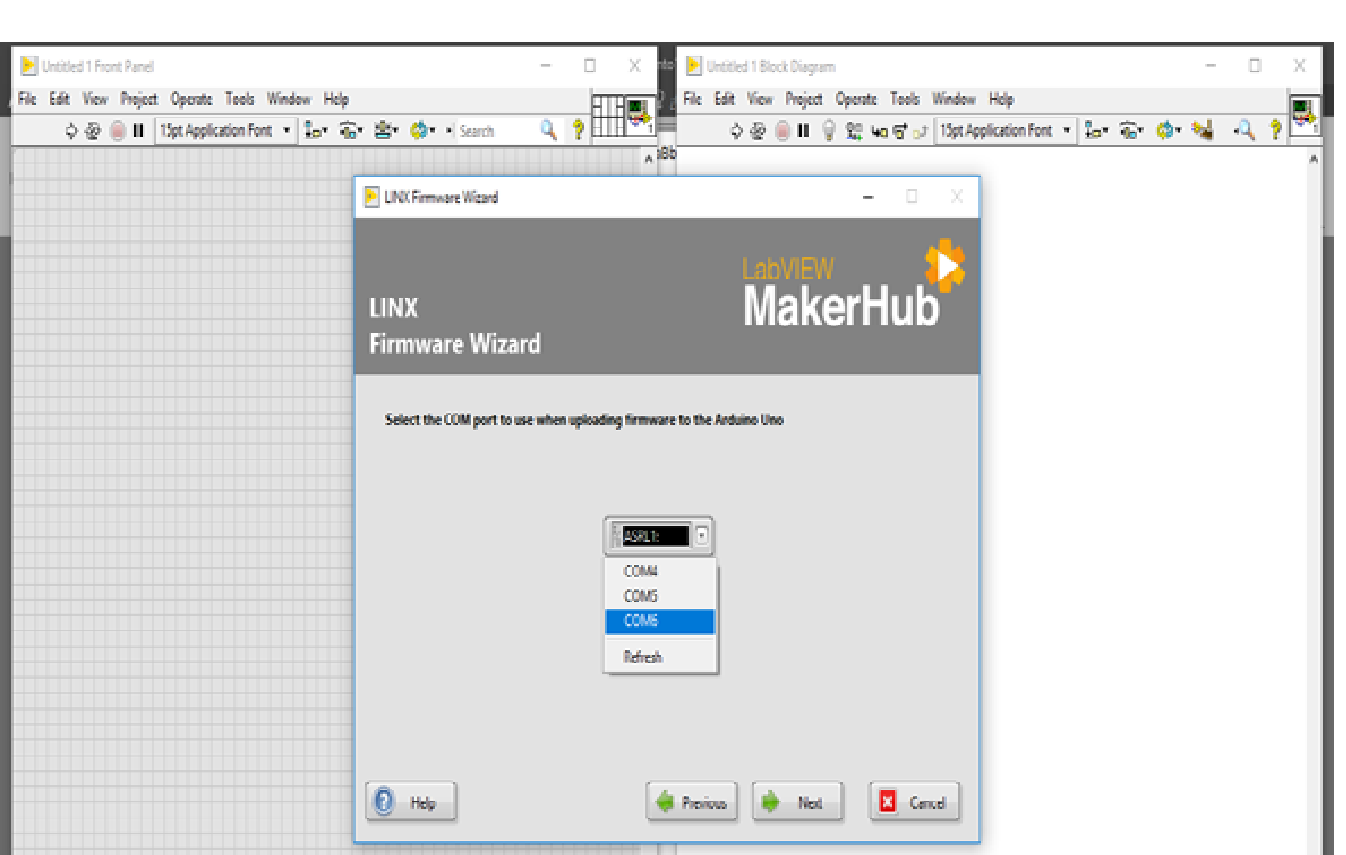 Untitled 1 Front Panel
File Edit View Project Operate Tools Window Help
15pt Application Font
Search
Untitled 1 Block Diagram
File Edit View Project Operate Tools Window Help
15pt Application Font
LINX Firmware Wizard
LabVIEW
MakerHub
LINX
Firmware Wizard
Select the COM port to use when uploading firmware to the Arduino Uno
ASRL1:
COM4
COM5
COM6
Refresh
Help
Previous
Next
Cancel